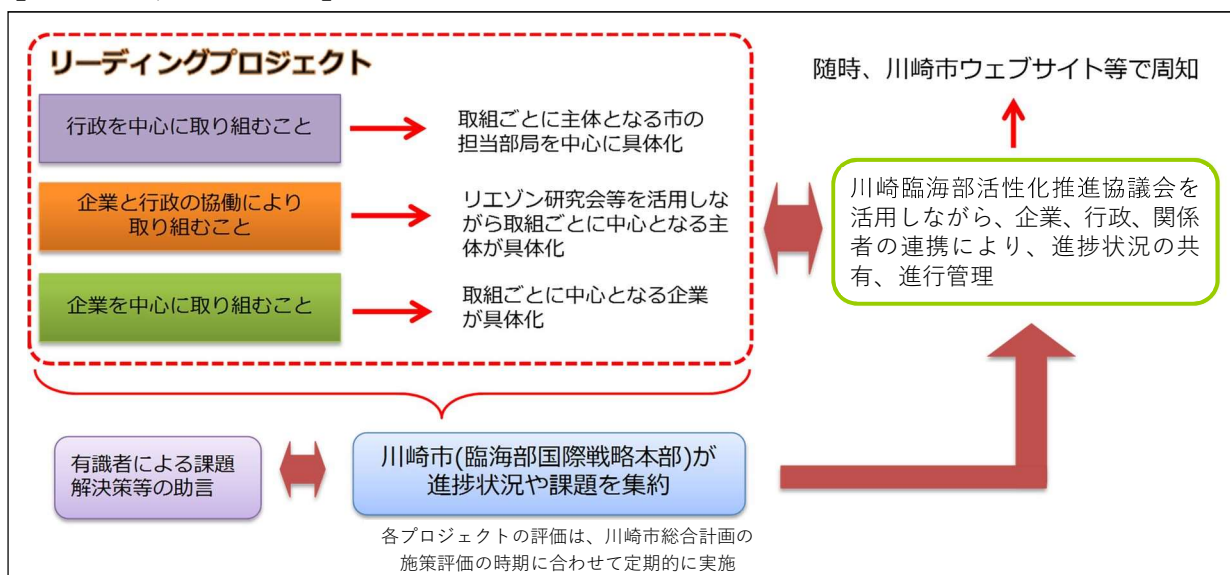 リーディングプロジェクト
行政を中心に取り組むこと
取組ごとに主体となる市の
担当部局を中心に具体化
企業と行政の協働により
取り組むこと
リエゾン研究会等を活用しな
がら取組ごとに中心となる主
体が具体化
企業を中心に取り組むこと
取組ごとに中心となる企業
が具体化
随時、川崎市ウェブサイト等で周知
川崎臨海部活性化推進協議会を
活用しながら、企業、行政、関係
者の連携により、進捗状況の共
有、進行管理
有識者による課題
解決策等の助言
川崎市(臨海部国際戦略本部)が
進捗状況や課題を集約
各プロジェクトの評価は、川崎市総合計画の
施策評価の時期に合わせて定期的に実施